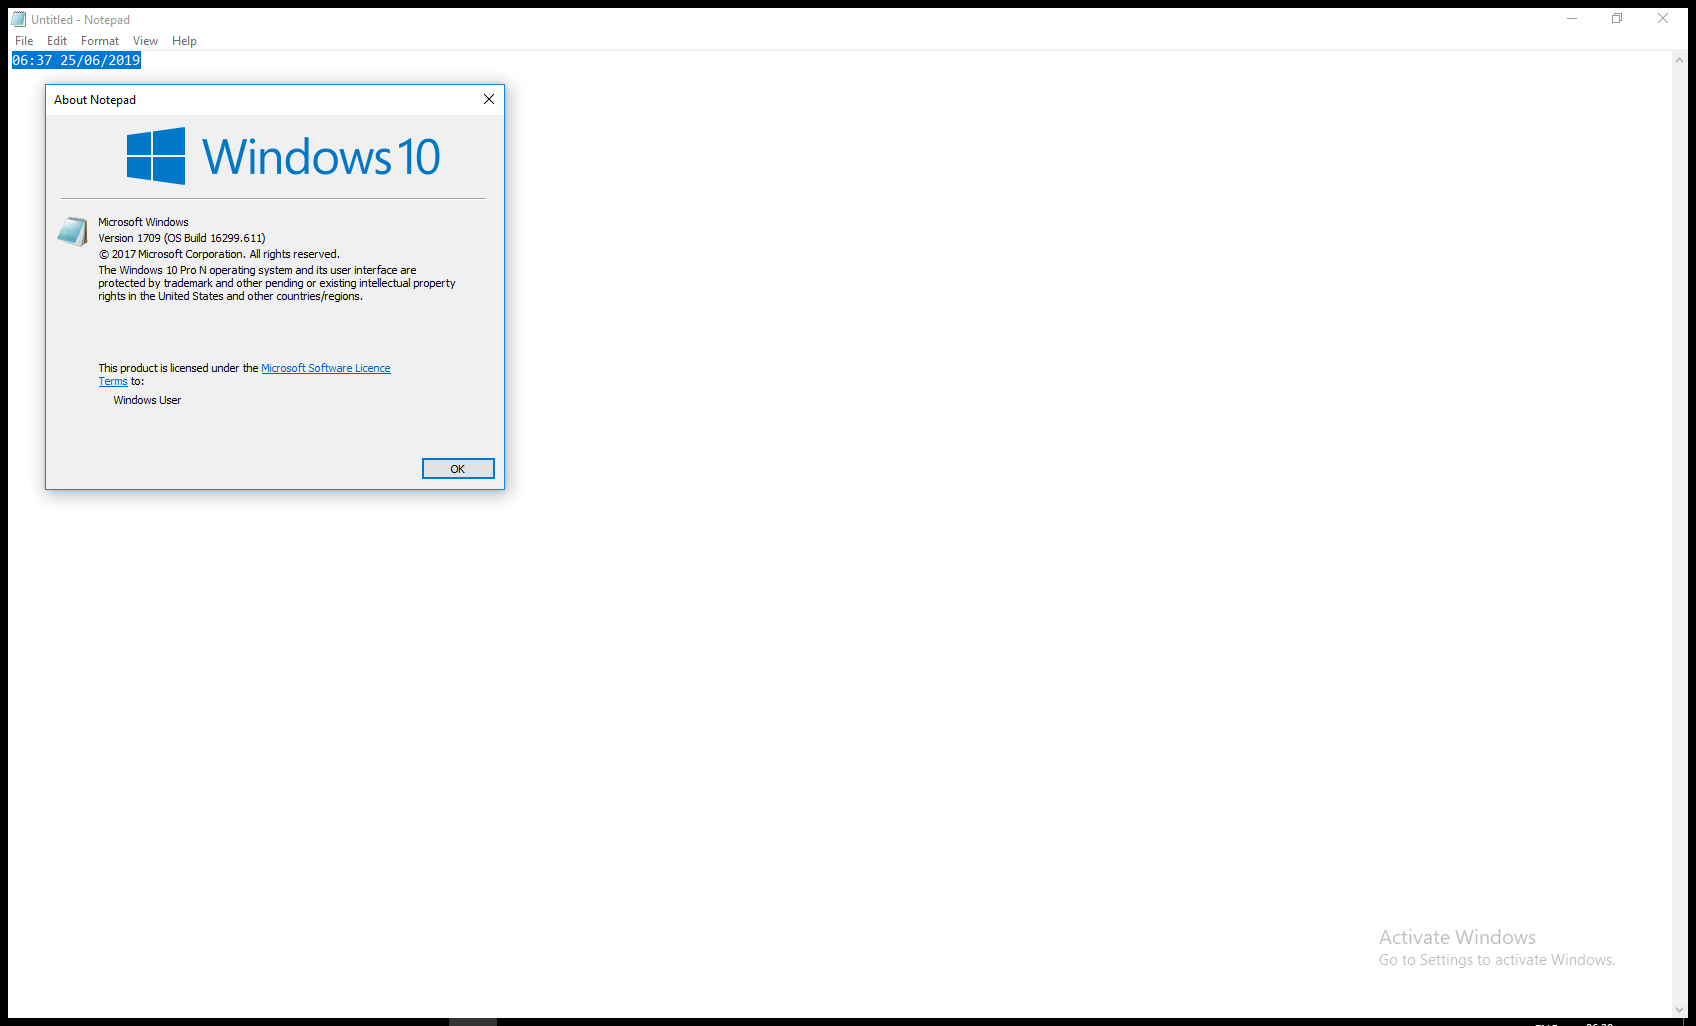 Untitled - Notepad
File Edit Format View Help
06:37 25/06/2019
About Notepad
Windows 10
Microsoft Windows
Version 1709 (OS Build 16299.611)
© 2017 Microsoft Corporation. All rights reserved.
The Windows 10 Pro N operating system and its user interface are
protected by trademark and other pending or existing intellectual property
rights in the United States and other countries/regions.
This product is licensed under the Microsoft Software Licence
Terms to:
Windows User
OK
Activate Windows
Go to Settings to activate Windows.